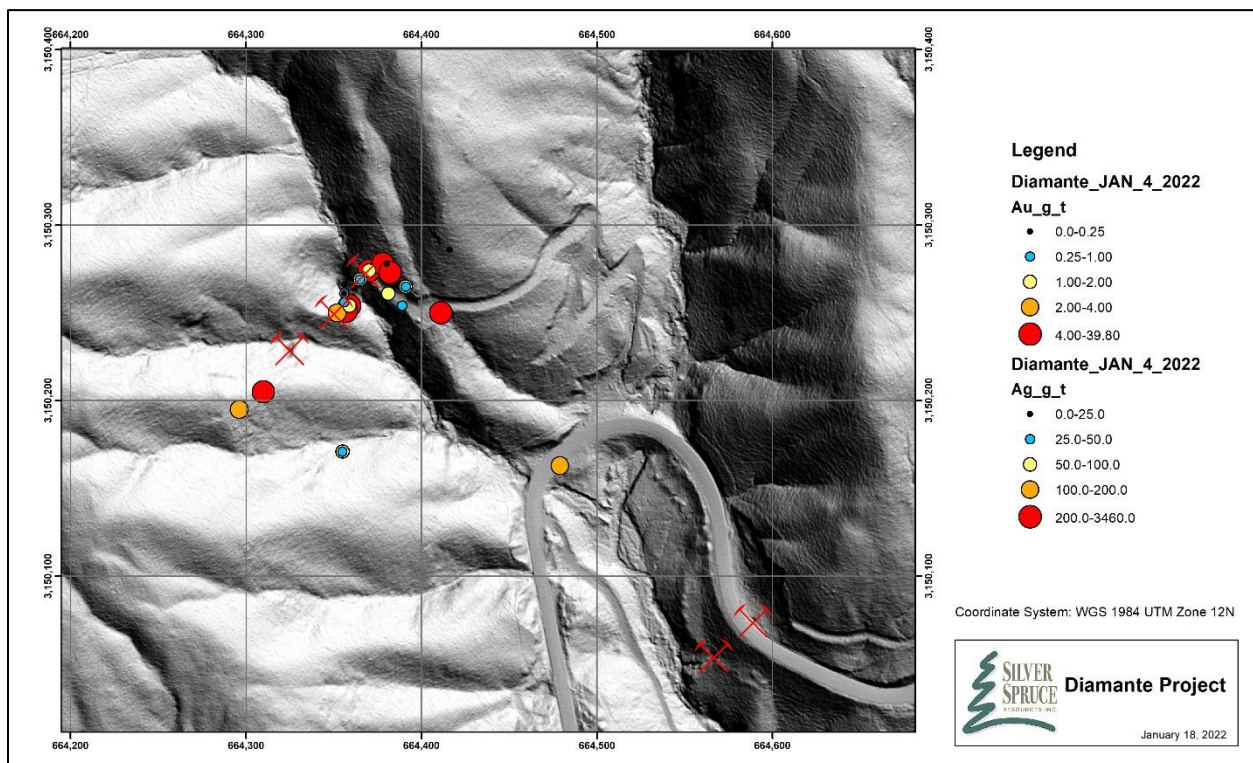 664,200 664,300 664,400 664,500 664,600
3,150,400 3,150,400
3,150,300 3,150,300
3,150,200 3,150,200
3,150,100 3,150,100
664,200 664,300 664,400 664,500 664,600
Legend
Diamante_JAN_4_2022
Au_g_t
0.0-0.25
0.25-1.00
1.00-2.00
2.00-4.00
4.00-39.80
Diamante_JAN_4_2022
Ag_g_t
0.0-25.0
25.0-50.0
50.0-100.0
100.0-200.0
200.0-3460.0
Coordinate System: WGS 1984 UTM Zone 12N
SILVER
SPRUCE
RESOURCES INC.
Diamante Project
January 18, 2022